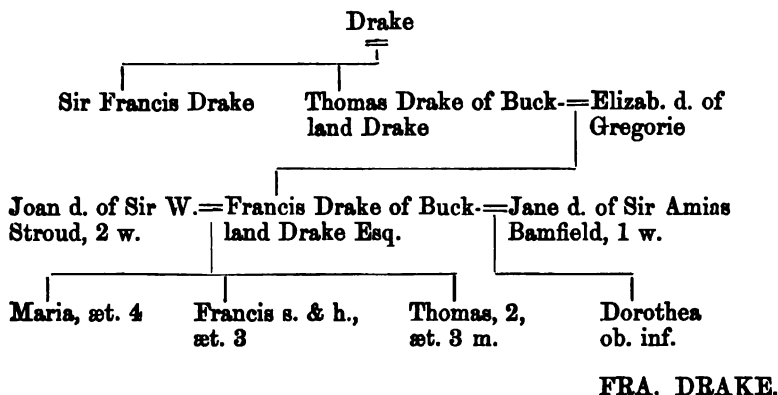 Drake
Sir Francis Drake Thomas Drake of Buck-=Elizab. d. of
land Drake Gregorie
Joan d. of Sir W.=Francis Drake of Buck-=Jane d. of Sir Amias
Stroud, 2 w. land Drake Esq. Bamfield, 1 w.
Maria, æt. 4 Francis s. & h., Thomas, 2, Dorothea
æt. 3 æt. 3 m. ob. inf.
FRA. DRAKE.